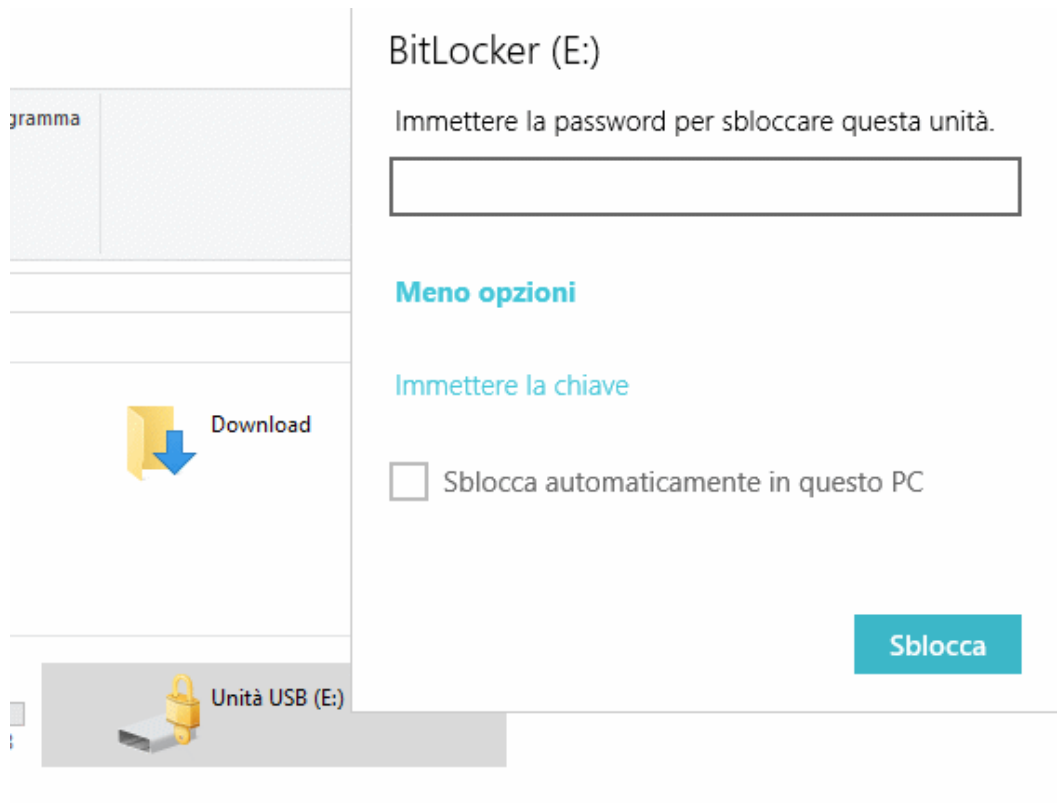 BitLocker (E:)
gramma
Immettere la password per sbloccare questa unità.
Meno opzioni
Immettere la chiave
Download
Sblocca automaticamente in questo PC
Sblocca
Unità USB (E:)